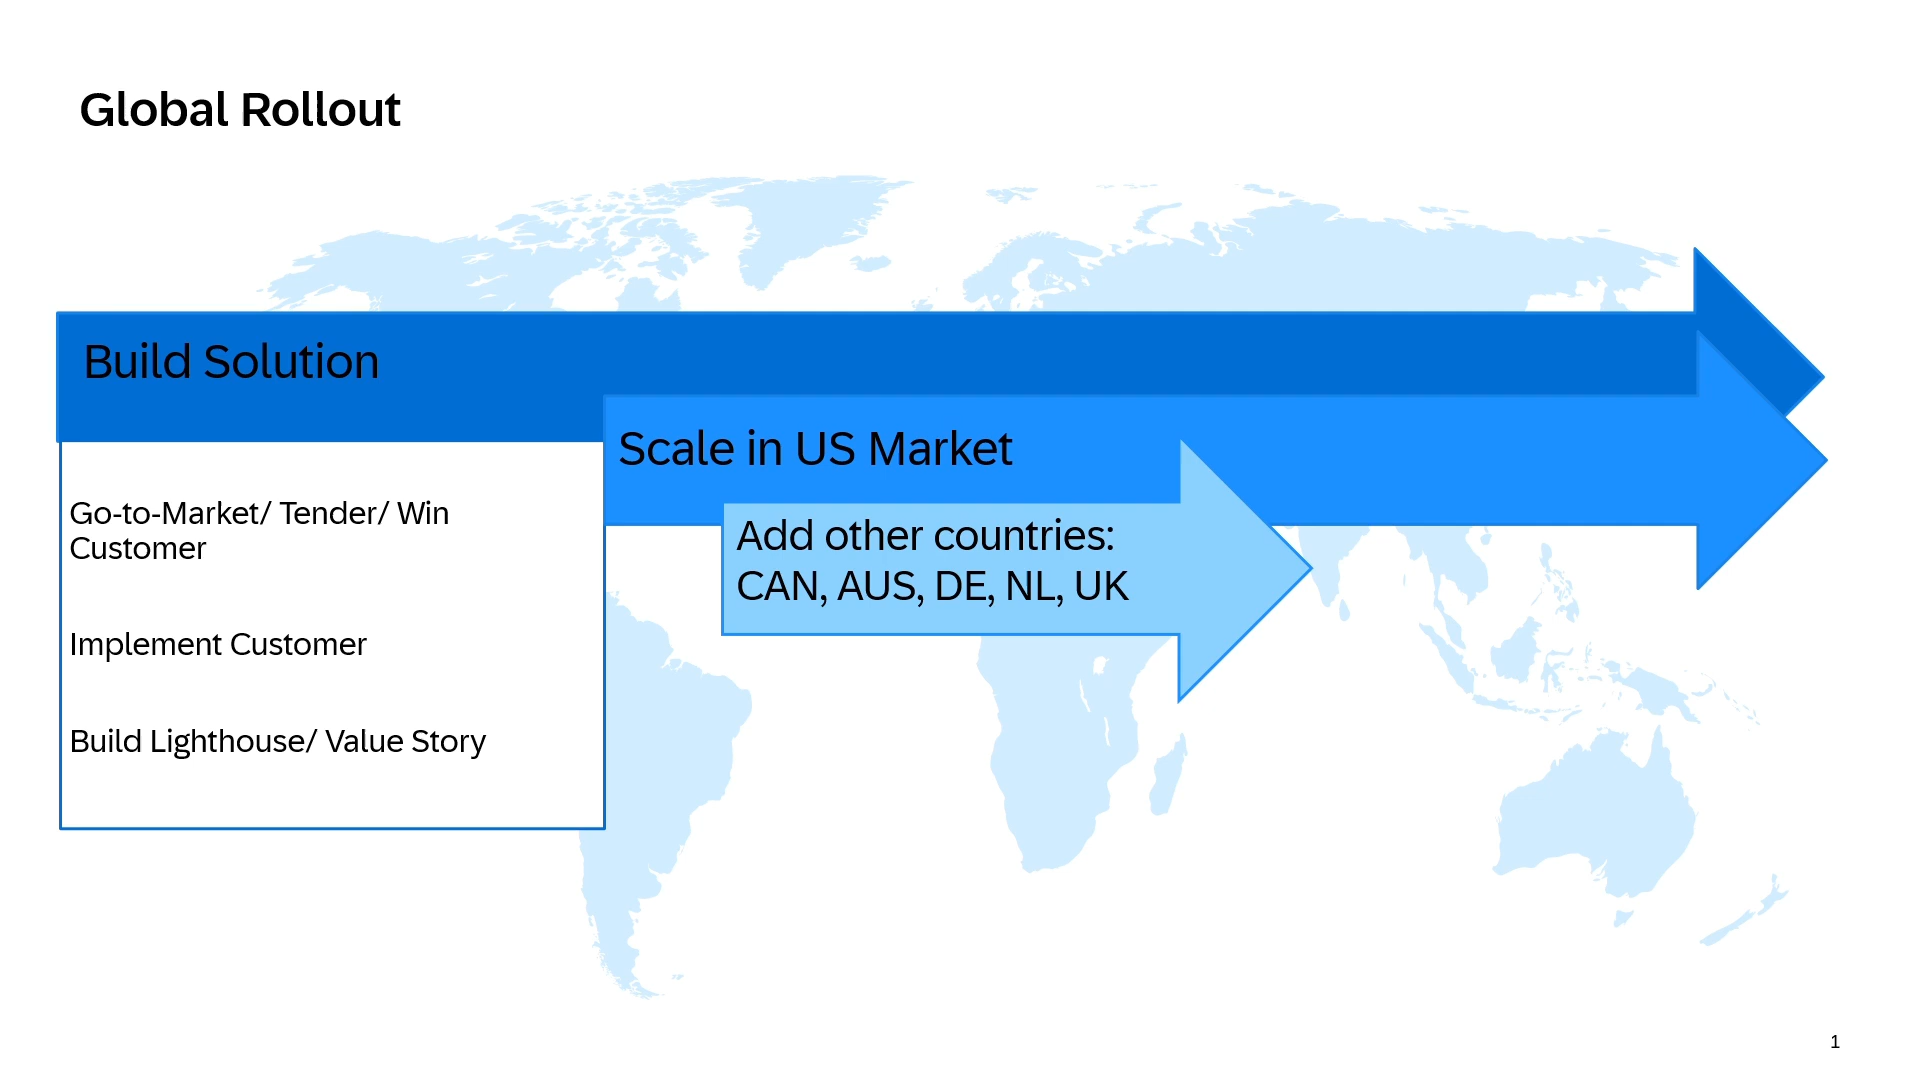 Global Rollout
Build Solution
Scale in US Market
Add other countries:
CAN, AUS, DE, NL, UK
Go-to-Market/ Tender/ Win
Customer
Implement Customer
Build Lighthouse/ Value Story
1